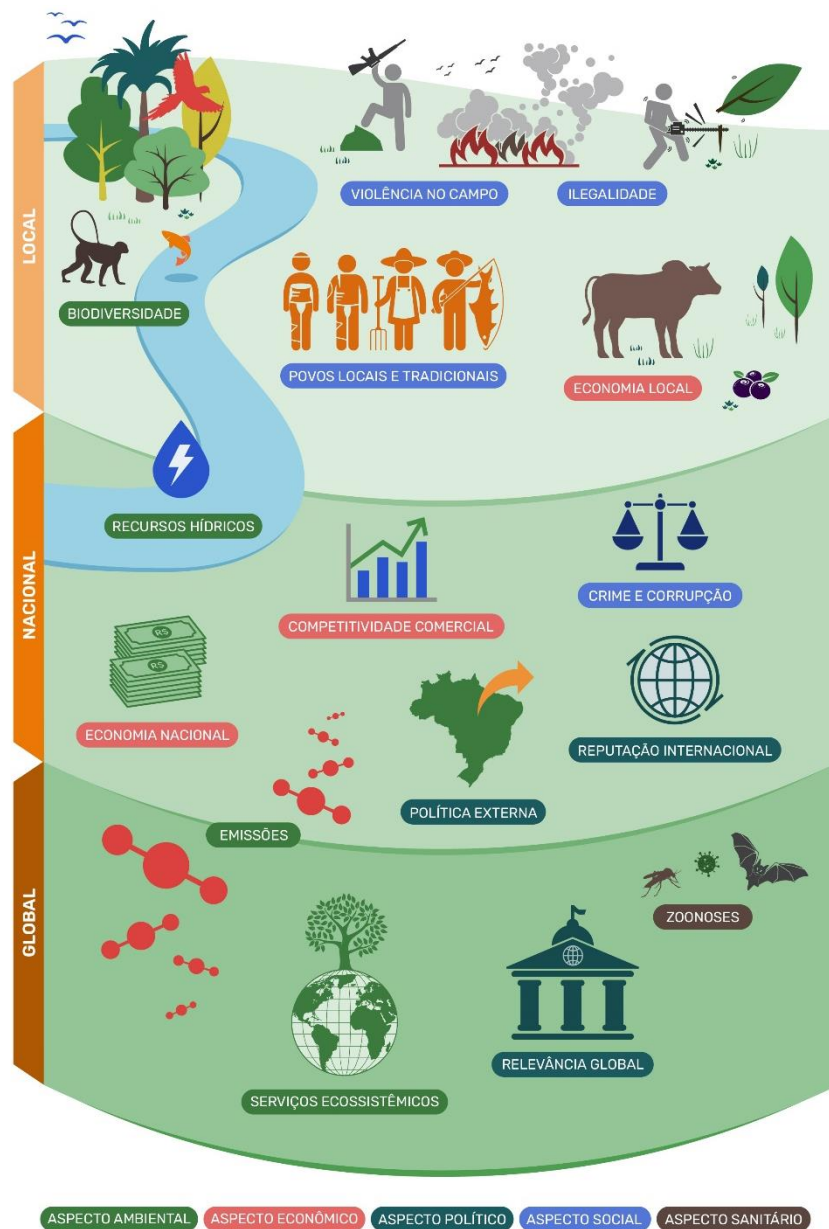 LOCAL
VIOLÊNCIA NO CAMPO
ILEGALIDADE
BIODIVERSIDADE
POVOS LOCAIS E TRADICIONAIS
ECONOMIA LOCAL
NACIONAL
RECURSOS HÍDRICOS
COMPETITIVIDADE COMERCIAL
CRIME E CORRUPÇÃO
R$
R$
ECONOMIA NACIONAL
REPUTAÇÃO INTERNACIONAL
POLÍTICA EXTERNA
EMISSÕES
GLOBAL
ZOONOSES
RELEVÂNCIA GLOBAL
SERVIÇOS ECOSSISTÊMICOS
ASPECTO AMBIENTAL
ASPECTO ECONÔMICO
ASPECTO POLÍTICO
ASPECTO SOCIAL
ASPECTO SANITÁRIO